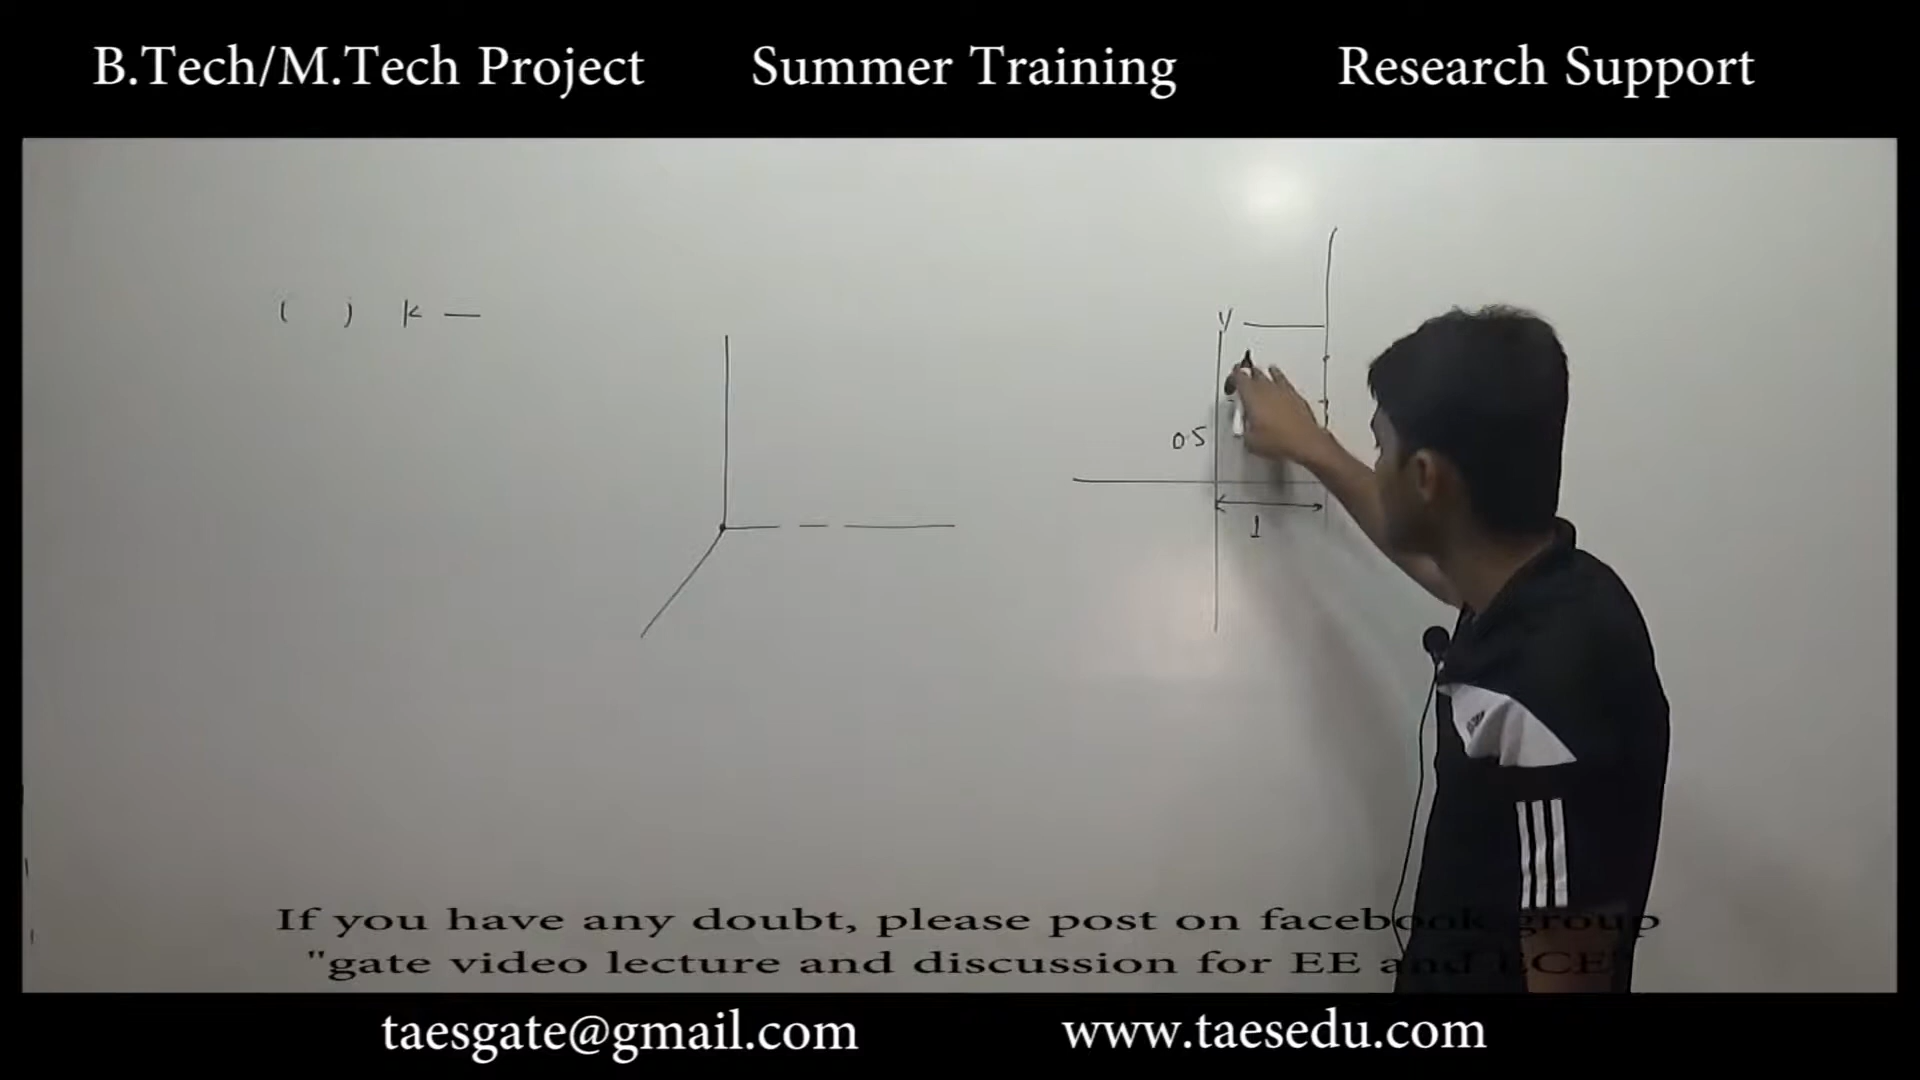 B.Tech/M.Tech Project Summer Training Research Support
( ) k —
y
0.5
1
If you have any doubt, please post on facebook group
"gate video lecture and discussion for EE and ECE"
taesgate@gmail.com www.taesedu.com